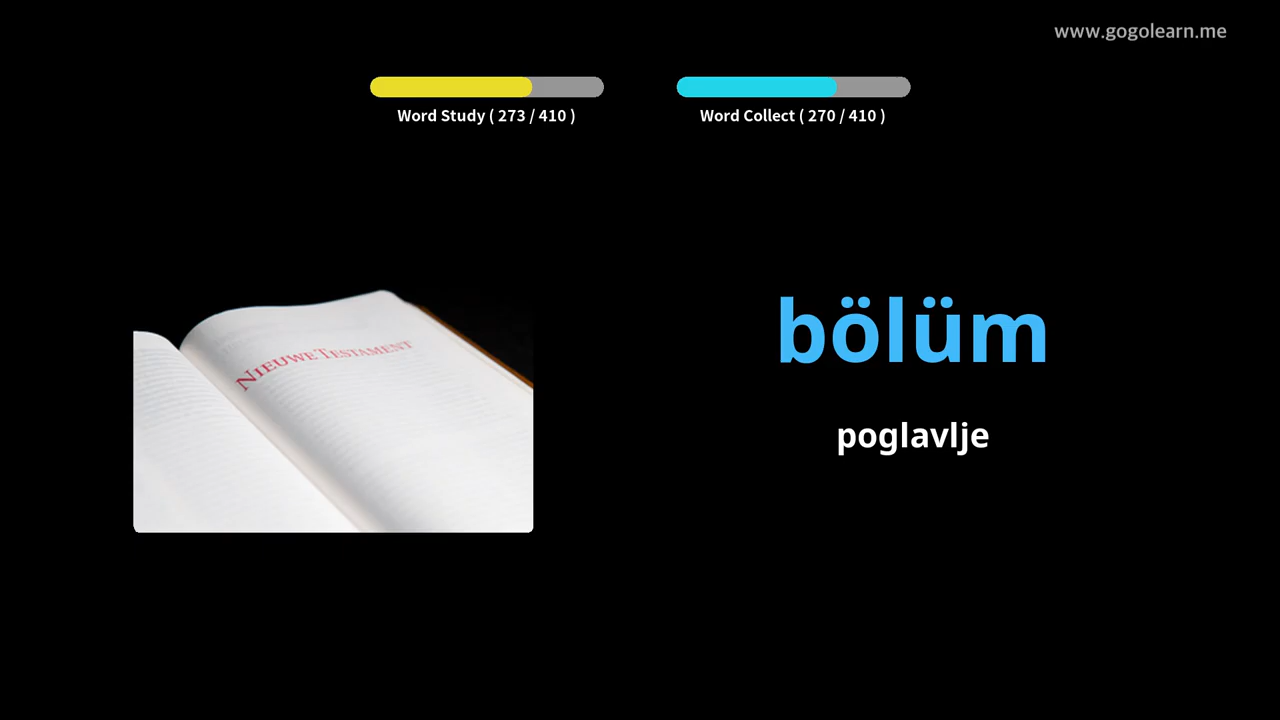 www.gogolearn.me
Word Study ( 273 / 410 )
Word Collect ( 270 / 410 )
NIEUWE TESTAMENT
bölüm
poglavlje